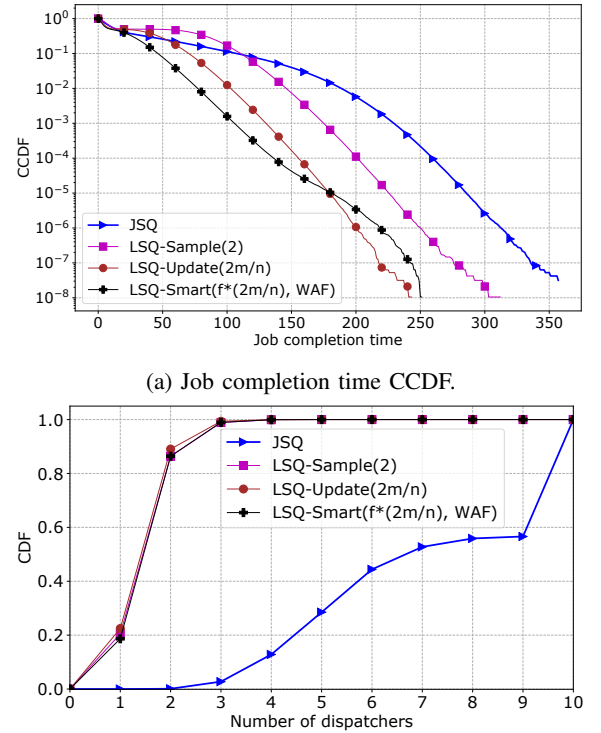 10⁰
10⁻¹
10⁻²
10⁻³
10⁻⁴
10⁻⁵
10⁻⁶
10⁻⁷
10⁻⁸
CCDF
JSQ
LSQ-Sample(2)
LSQ-Update(2m/n)
LSQ-Smart(f*(2m/n), WAF)
0 50 100 150 200 250 300 350
Job completion time
(a) Job completion time CCDF.
1.0
0.8
0.6
0.4
0.2
0.0
CDF
JSQ
LSQ-Sample(2)
LSQ-Update(2m/n)
LSQ-Smart(f*(2m/n), WAF)
0 1 2 3 4 5 6 7 8 9 10
Number of dispatchers